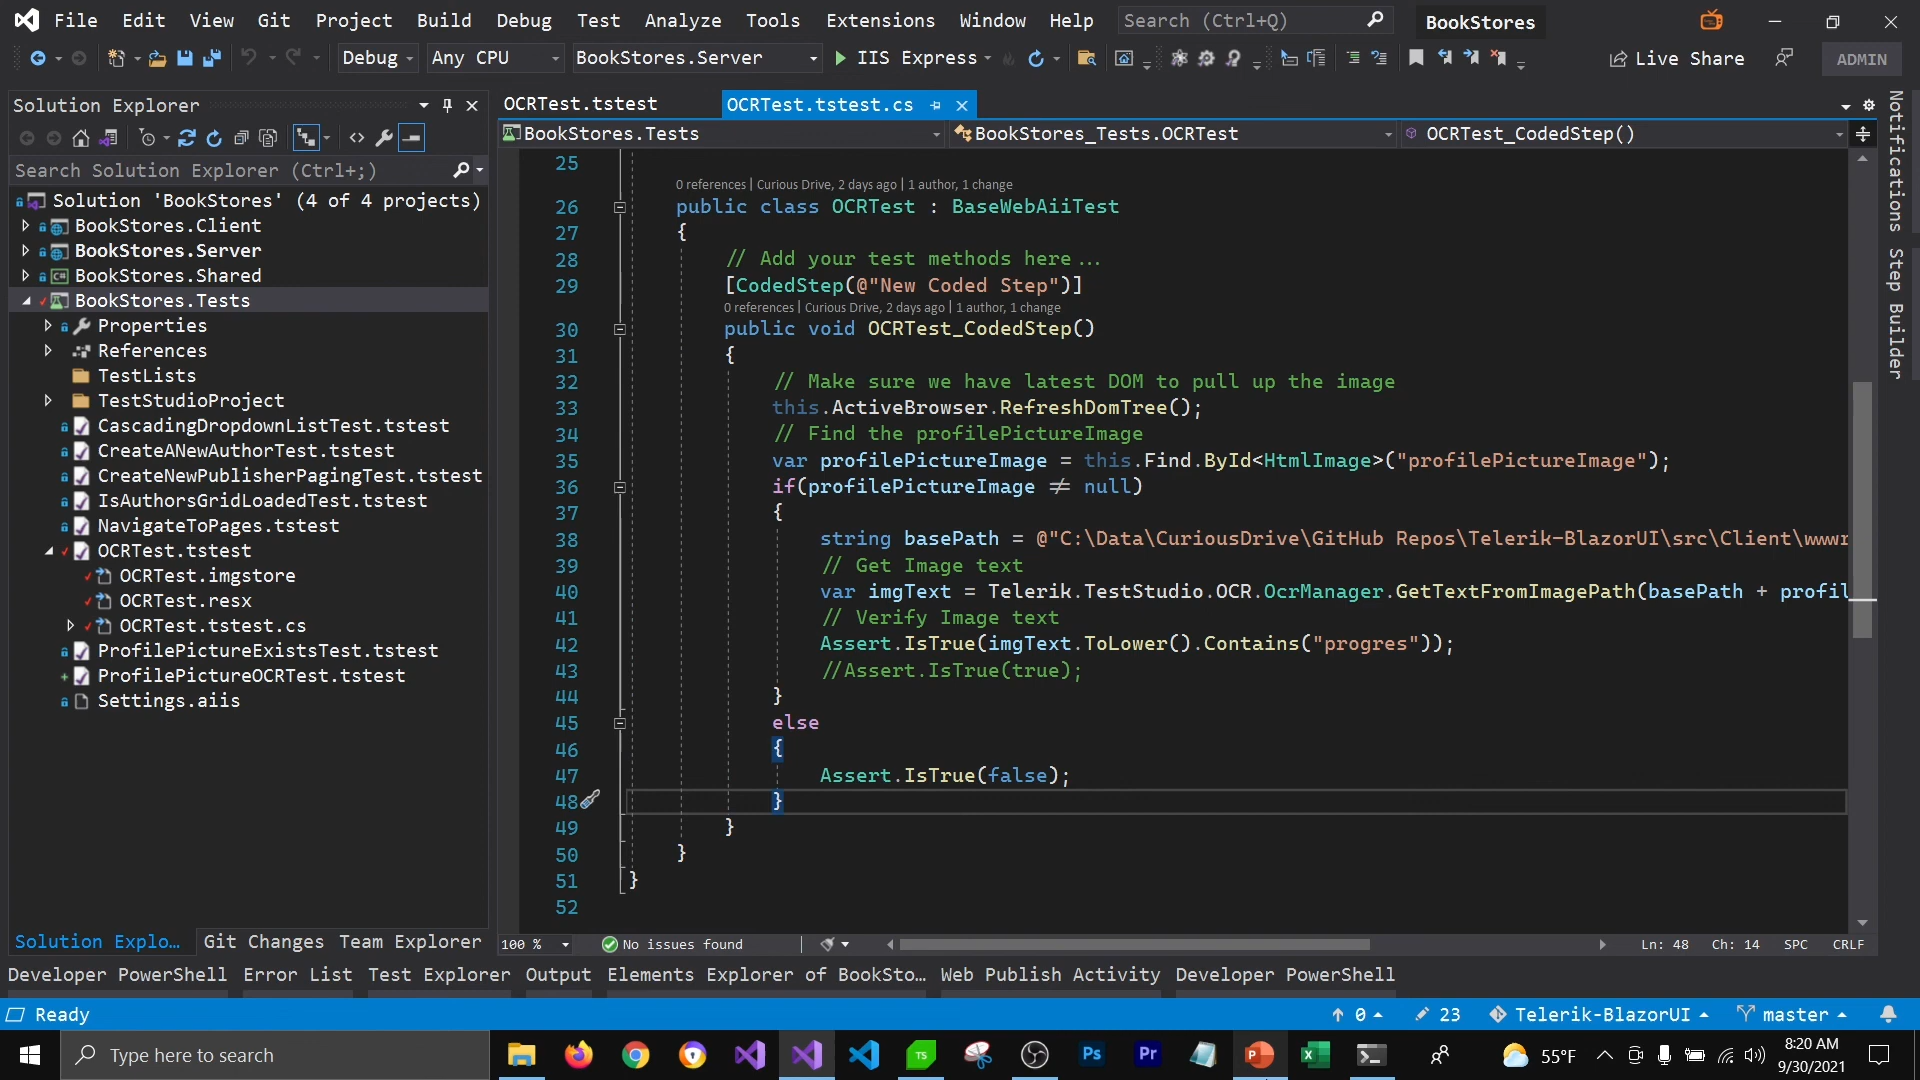 File Edit View Git Project Build Debug Test Analyze Tools Extensions Window Help Search (Ctrl+Q) BookStores
Debug Any CPU BookStores.Server IIS Express Live Share ADMIN
Solution Explorer
Search Solution Explorer (Ctrl+;)
Solution 'BookStores' (4 of 4 projects)
BookStores.Client
BookStores.Server
BookStores.Shared
BookStores.Tests
Properties
References
TestLists
TestStudioProject
CascadingDropdownListTest.tstest
CreateANewAuthorTest.tstest
CreateNewPublisherPagingTest.tstest
IsAuthorsGridLoadedTest.tstest
NavigateToPages.tstest
OCRTest.tstest
OCRTest.imgstore
OCRTest.resx
OCRTest.tstest.cs
ProfilePictureExistsTest.tstest
ProfilePictureOCRTest.tstest
Settings.aiis
Solution Explo... Git Changes Team Explorer
OCRTest.tstest OCRTest.tstest.cs
BookStores.Tests BookStores_Tests.OCRTest OCRTest_CodedStep()
25
0 references | Curious Drive, 2 days ago | 1 author, 1 change
26 public class OCRTest : BaseWebAiiTest
27 {
28 // Add your test methods here...
29 [CodedStep(@"New Coded Step")]
0 references | Curious Drive, 2 days ago | 1 author, 1 change
30 public void OCRTest_CodedStep()
31 {
32 // Make sure we have latest DOM to pull up the image
33 this.ActiveBrowser.RefreshDomTree();
34 // Find the profilePictureImage
35 var profilePictureImage = this.Find.ById<HtmlImage>("profilePictureImage");
36 if(profilePictureImage ≠ null)
37 {
38 string basePath = @"C:\Data\CuriousDrive\GitHub Repos\Telerik-BlazorUI\src\Client\wwwr
39 // Get Image text
40 var imgText = Telerik.TestStudio.OCR.OcrManager.GetTextFromImagePath(basePath + profil
41 // Verify Image text
42 Assert.IsTrue(imgText.ToLower().Contains("progres"));
43 //Assert.IsTrue(true);
44 }
45 else
46 {
47 Assert.IsTrue(false);
48 }
49 }
50 }
51 }
52
100 % No issues found Ln: 48 Ch: 14 SPC CRLF
Notifications
Step Builder
Developer PowerShell Error List Test Explorer Output Elements Explorer of BookSto... Web Publish Activity Developer PowerShell
Ready 0 23 Telerik-BlazorUI master
Type here to search TS Ps Pr 55°F 8:20 AM
9/30/2021